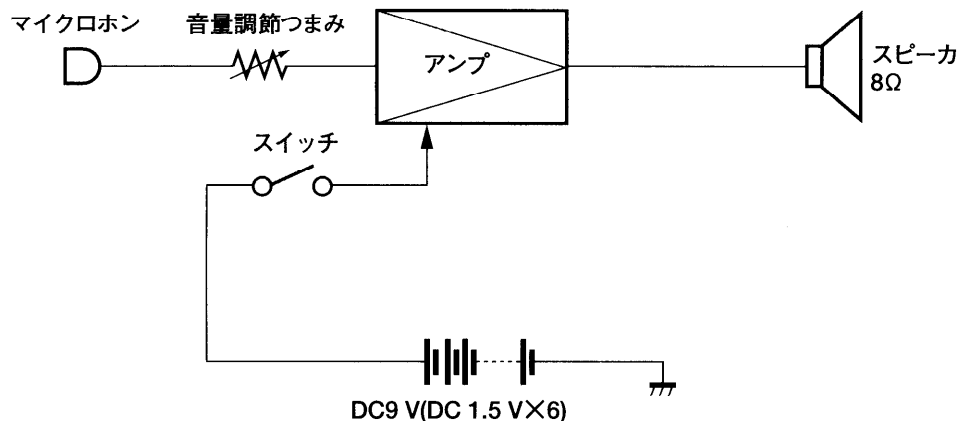 マイクロホン
音量調節つまみ
アンプ
スピーカ
8Ω
スイッチ
DC9 V(DC 1.5 V×6)